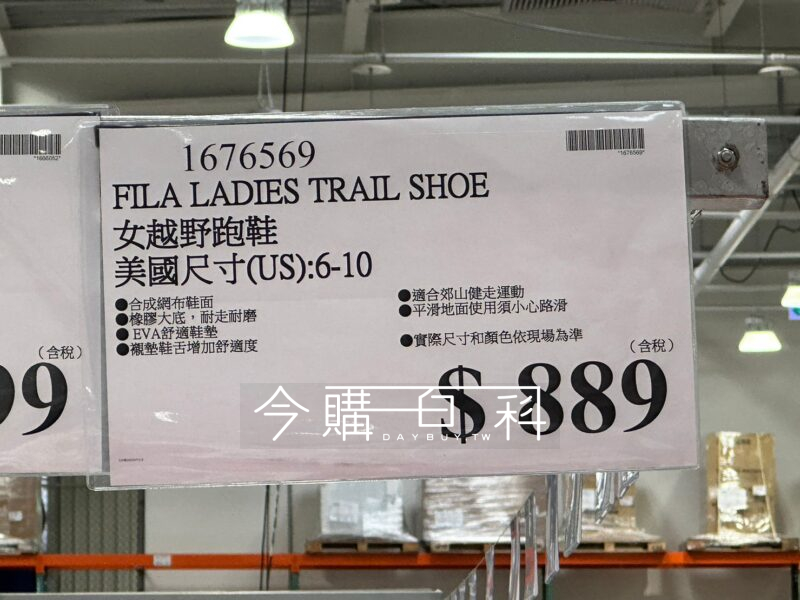 1676569
*1676569*
FILA LADIES TRAIL SHOE
女越野跑鞋
美國尺寸(US):6-10
●合成網布鞋面
●橡膠大底，耐走耐磨
●EVA舒適鞋墊
●襯墊鞋舌增加舒適度
●適合郊山健走運動
●平滑地面使用須小心路滑
●實際尺寸和顏色依現場為準
(含稅)
$ 889
今購百科
DAYBUY.TW
(含稅)
99